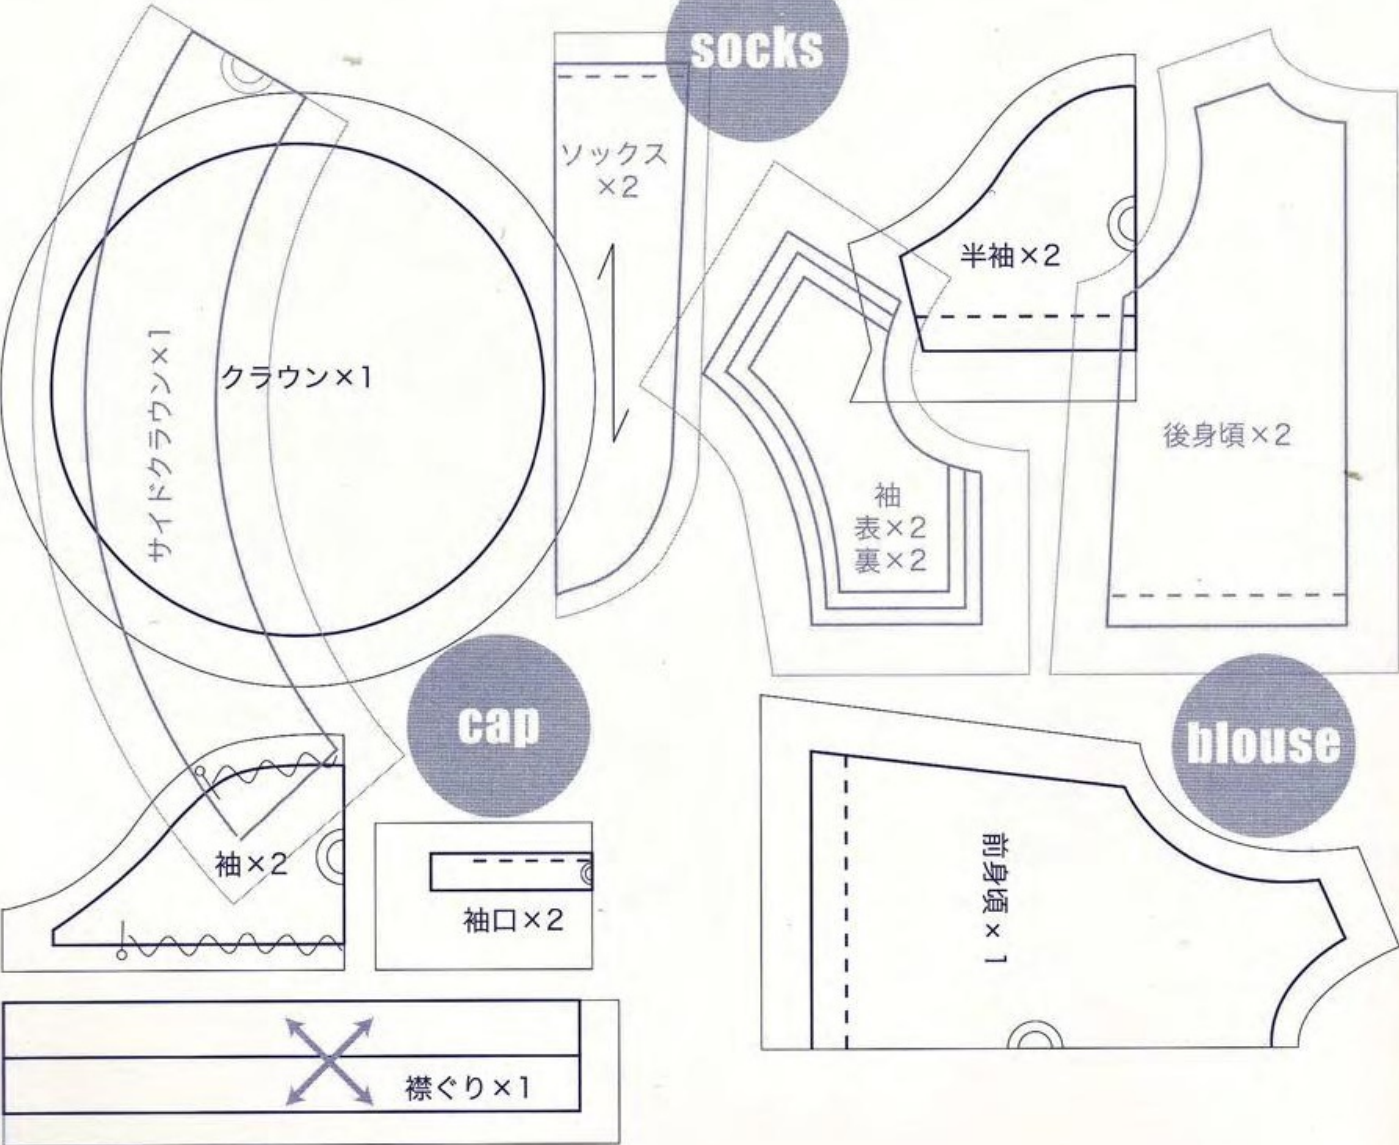 socks
ソックス
×2
半袖×2
クラウン×1
サイドクラウン×1
後身頃×2
袖
表×2
裏×2
cap
blouse
袖×2
袖口×2
前身頃×1
襟ぐり×1